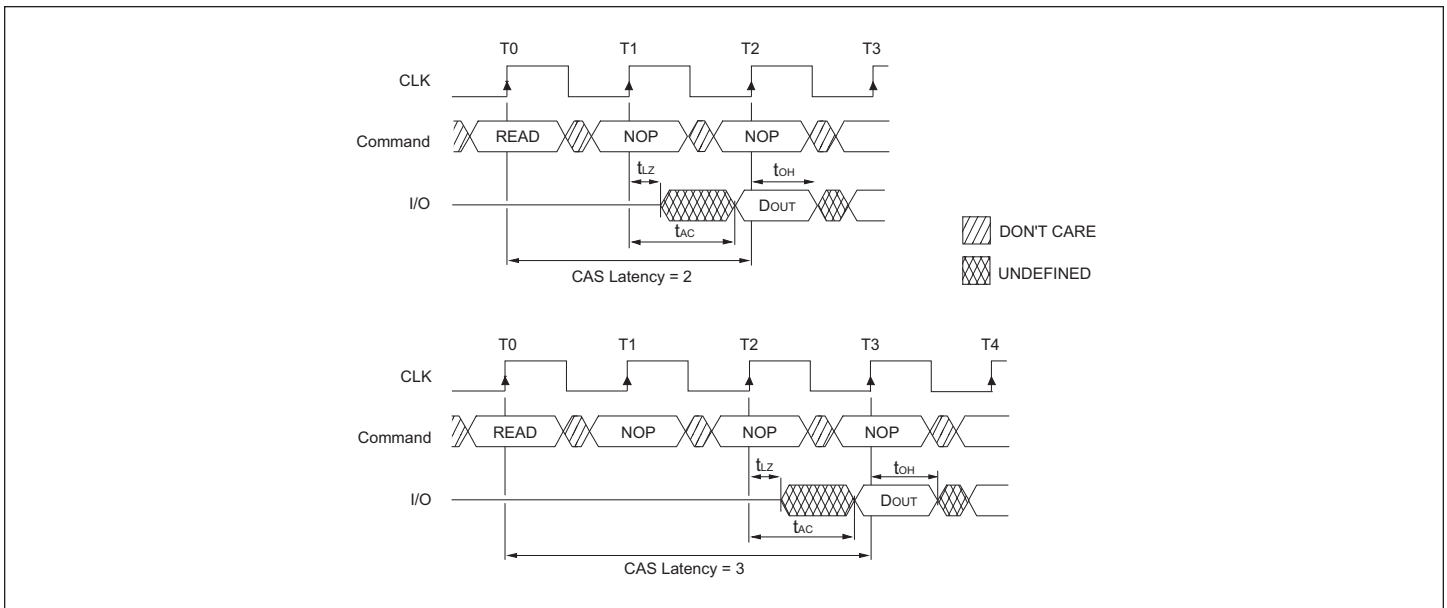 T0 T1 T2 T3
CLK
Command READ NOP NOP
tLZ tOH
I/O DOUT
tAC
CAS Latency = 2
DON'T CARE
UNDEFINED
T0 T1 T2 T3 T4
CLK
Command READ NOP NOP NOP
tLZ tOH
I/O DOUT
tAC
CAS Latency = 3